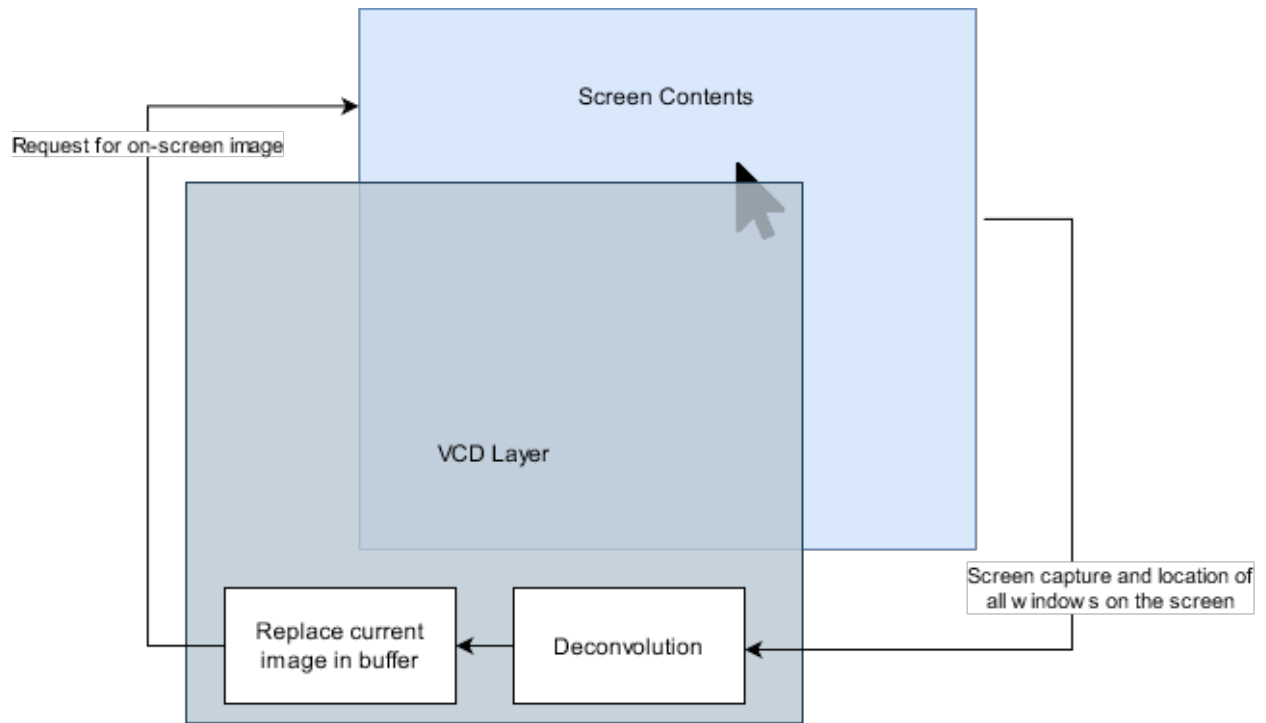 Screen Contents
Request for on-screen image
VCD Layer
Screen capture and location of
all windows on the screen
Replace current
image in buffer
Deconvolution